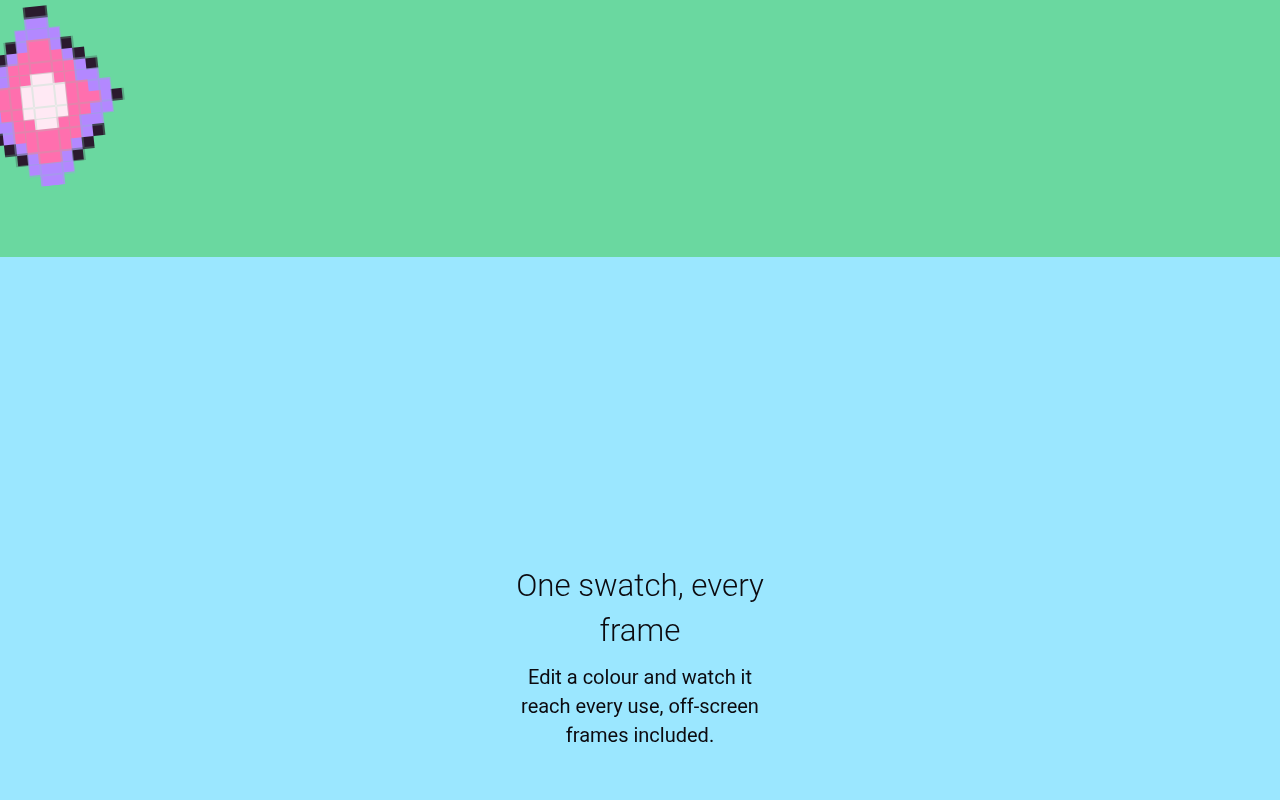 One swatch, every
frame
Edit a colour and watch it
reach every use, off-screen
frames included.